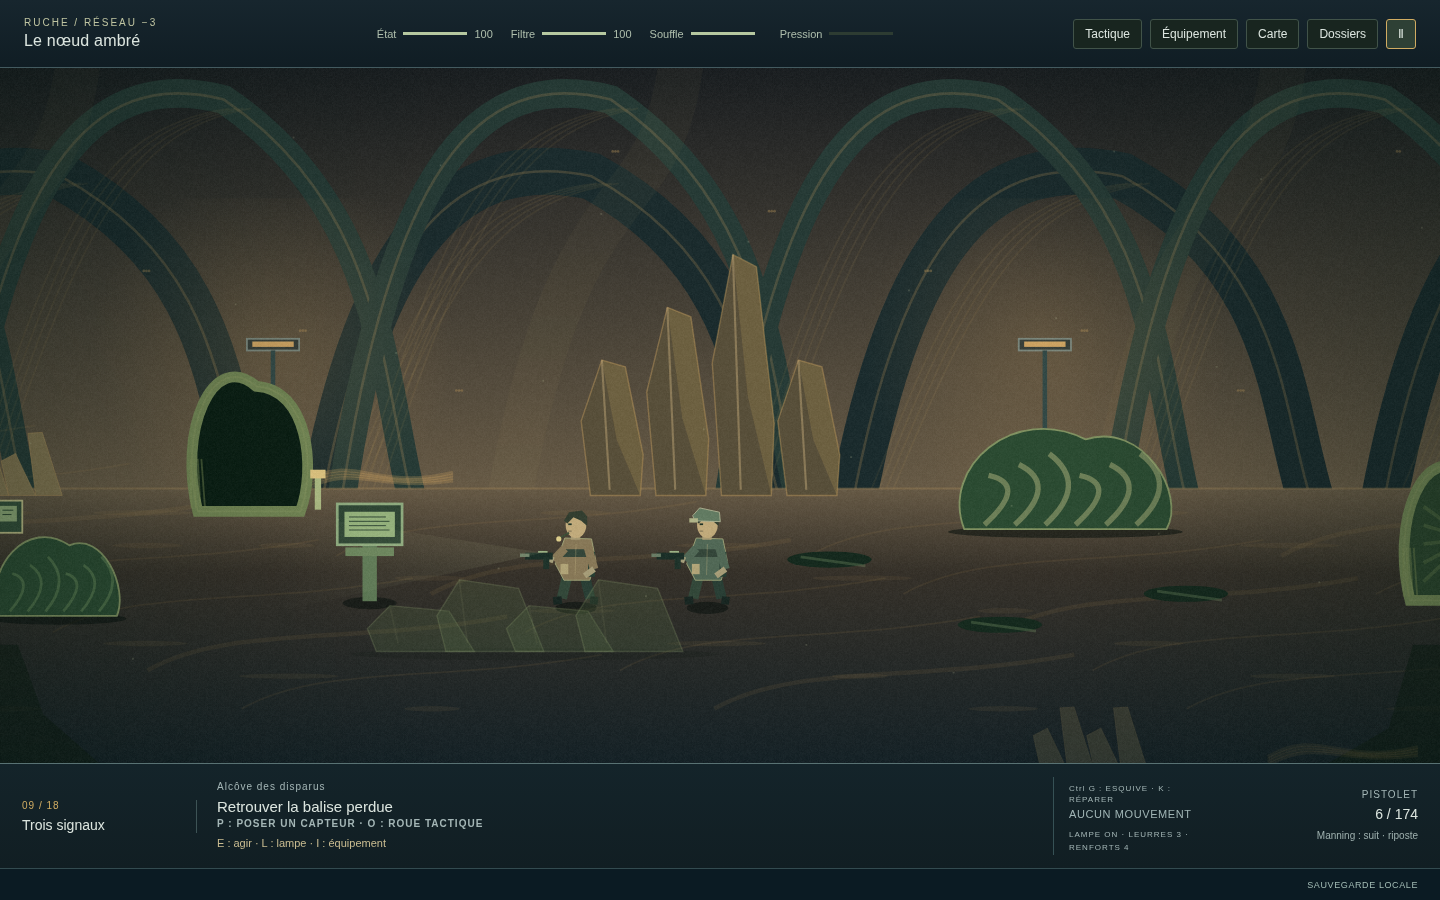 RUCHE / RÉSEAU −3
Le nœud ambré
État 100 Filtre 100 Souffle Pression
Tactique Équipement Carte Dossiers II
09 / 18
Trois signaux
Alcôve des disparus
Retrouver la balise perdue
P : POSER UN CAPTEUR · O : ROUE TACTIQUE
E : agir · L : lampe · I : équipement
Ctrl G : ESQUIVE · K :
RÉPARER
AUCUN MOUVEMENT
LAMPE ON · LEURRES 3 ·
RENFORTS 4
PISTOLET
6 / 174
Manning : suit · riposte
SAUVEGARDE LOCALE